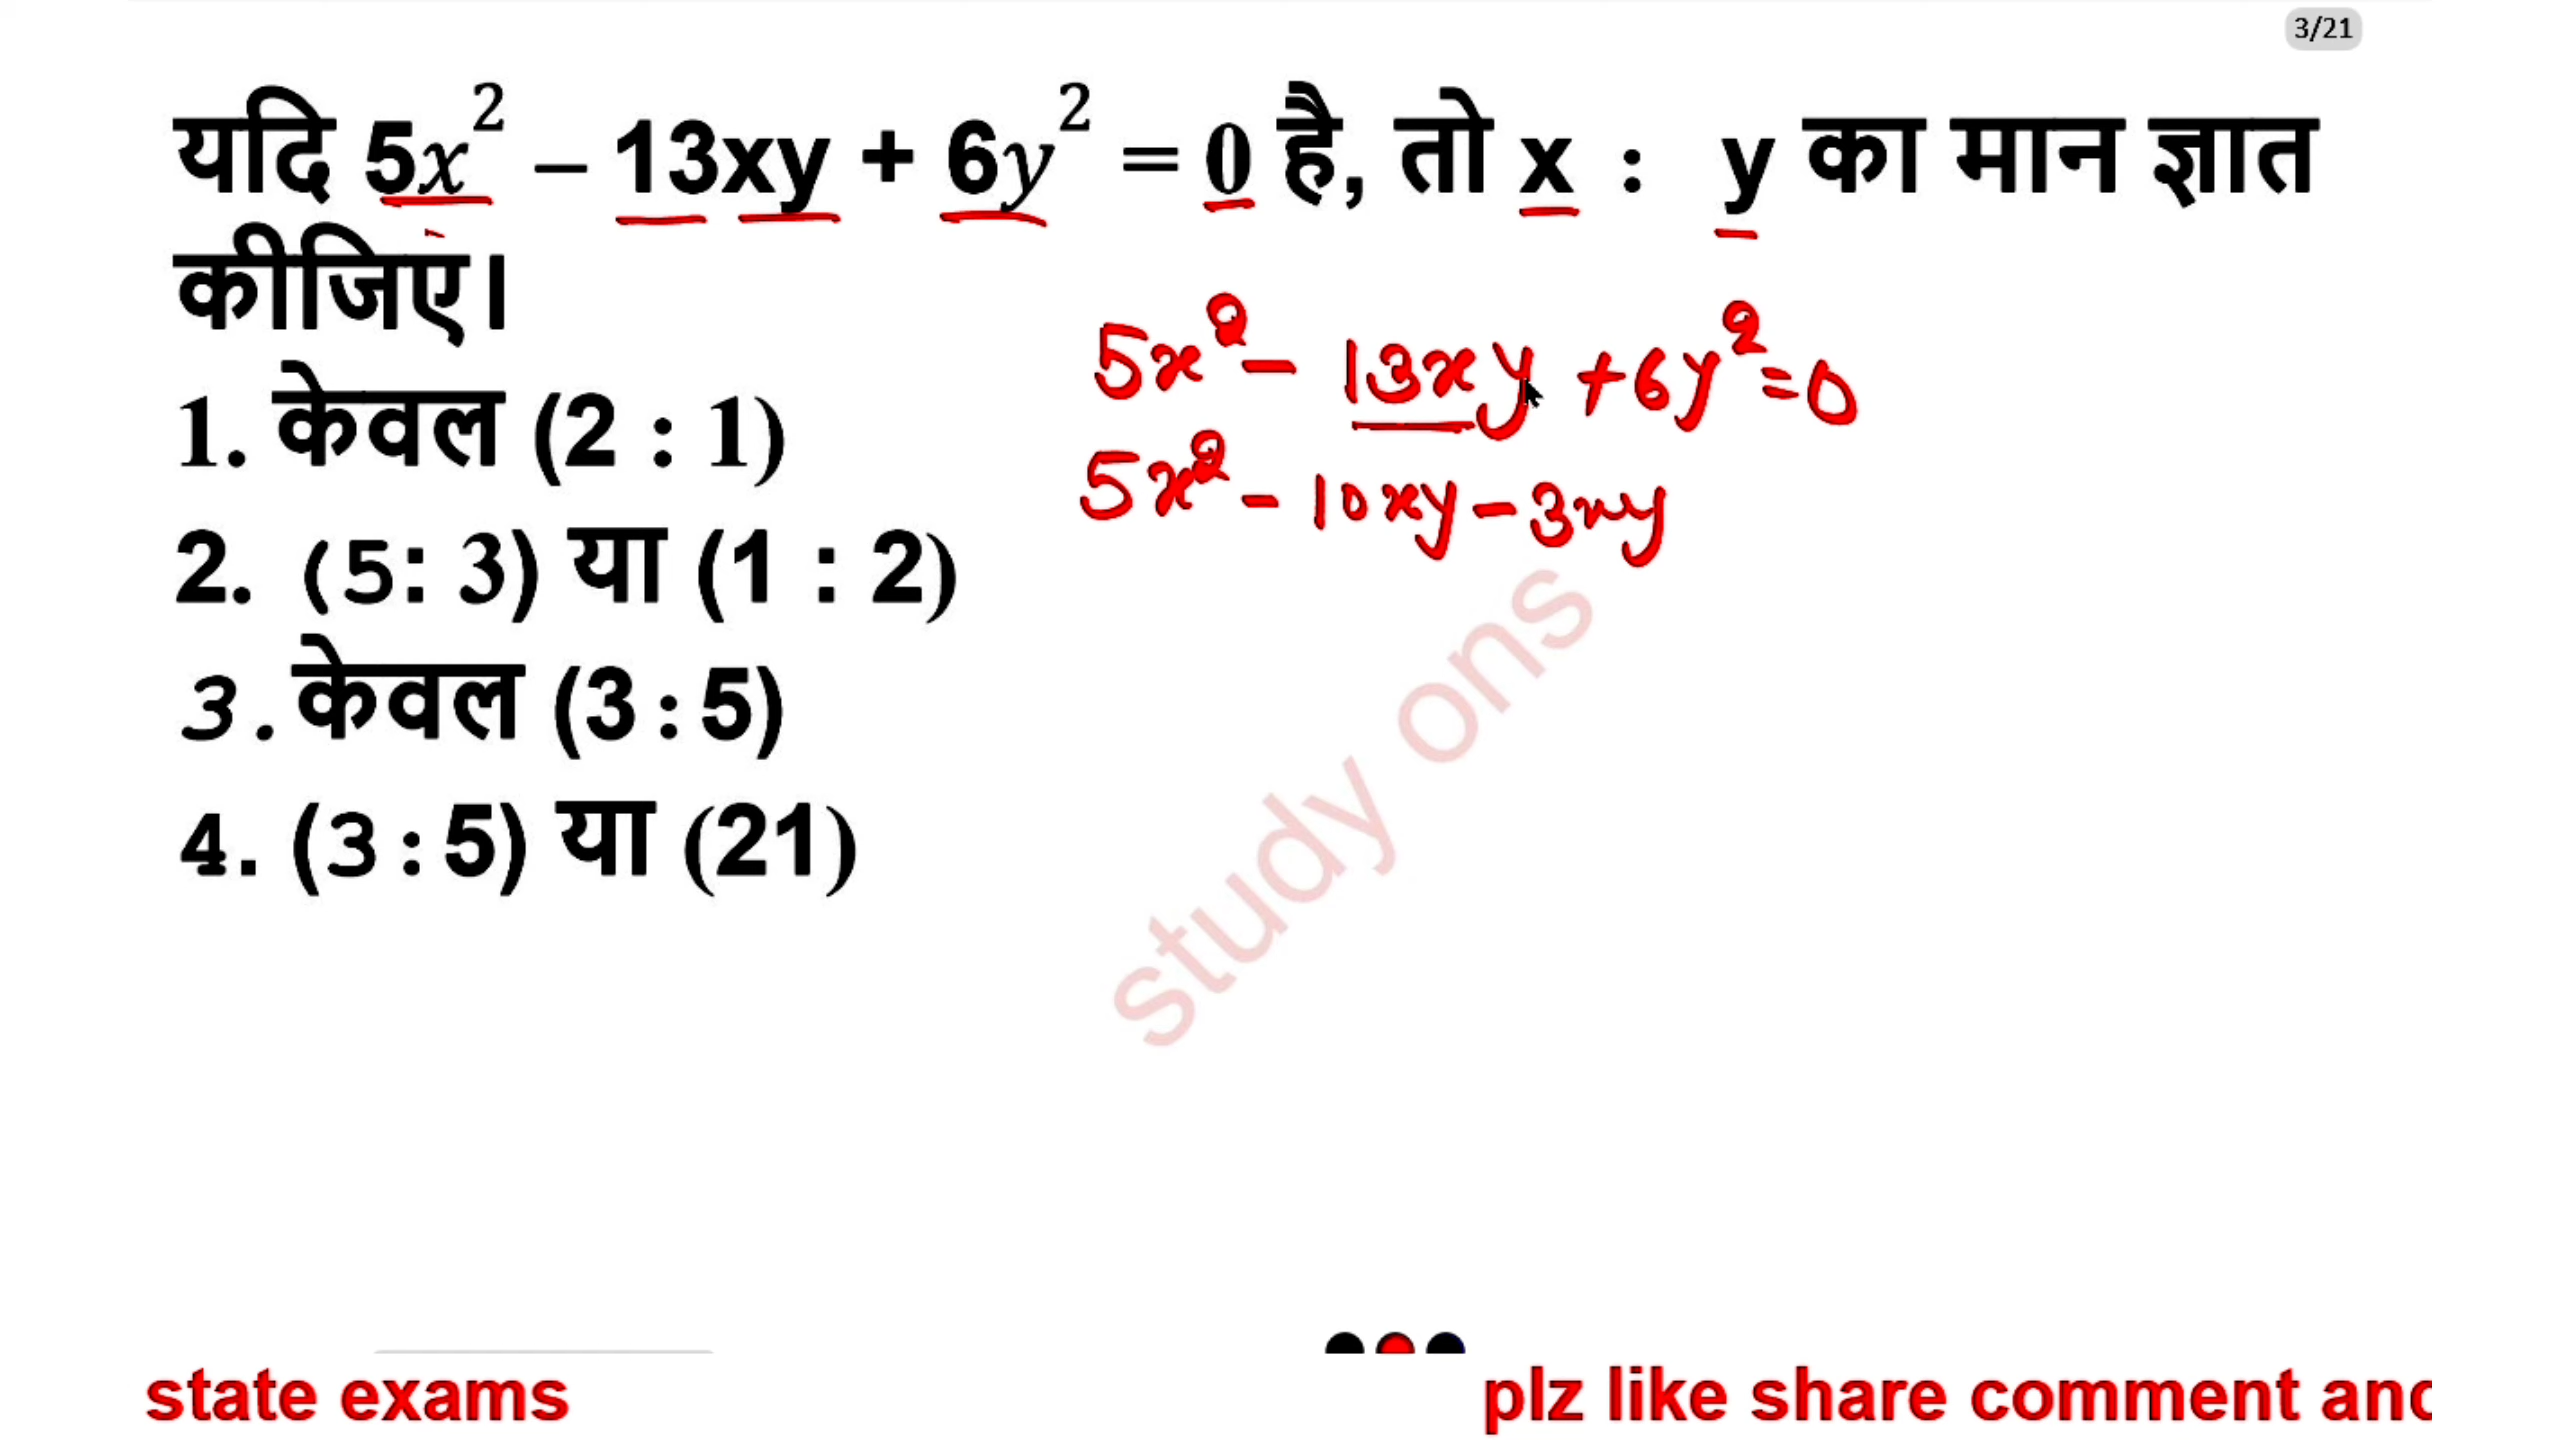 3/21
यदि 5x² – 13xy + 6y² = 0 है, तो x : y का मान ज्ञात
कीजिए।
1. केवल (2 : 1)
2. (5: 3) या (1 : 2)
3. केवल (3 : 5)
4. (3 : 5) या (21)
5x² – 13xy + 6y² = 0
5x² – 10xy – 3xy
study ons
state exams
plz like share comment and